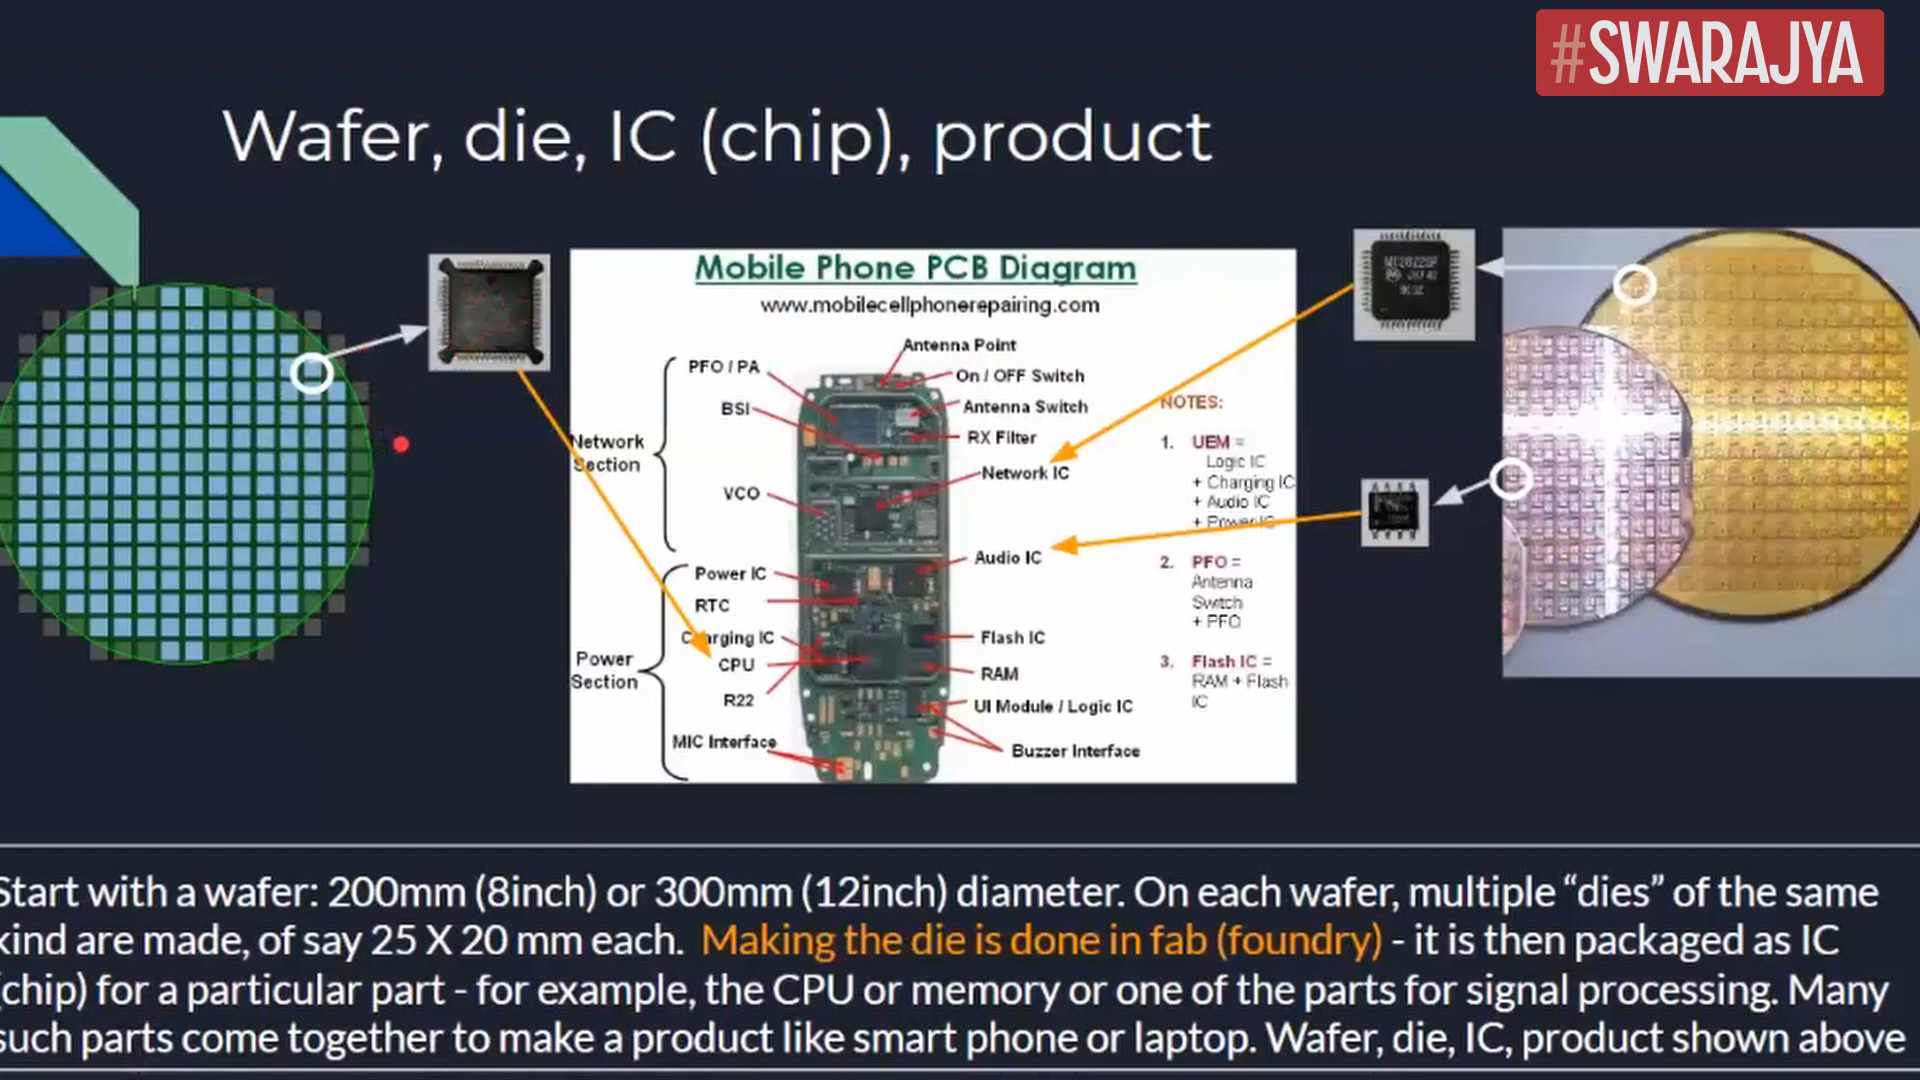 #SWARAJYA
Wafer, die, IC (chip), product
Mobile Phone PCB Diagram
www.mobilecellphonerepairing.com
Antenna Point
PFO / PA
On / OFF Switch
BSI
Antenna Switch
RX Filter
Network
Section
Network IC
VCO
Audio IC
Power IC
RTC
Charging IC
Flash IC
CPU
RAM
Power
Section
R22
UI Module / Logic IC
MIC Interface
Buzzer Interface
NOTES:
1. UEM =
Logic IC
+ Charging IC
+ Audio IC
+ Power IC
2. PFO =
Antenna
Switch
+ PFO
3. Flash IC =
RAM + Flash
IC
Start with a wafer: 200mm (8inch) or 300mm (12inch) diameter. On each wafer, multiple “dies” of the same
kind are made, of say 25 X 20 mm each. Making the die is done in fab (foundry) - it is then packaged as IC
(chip) for a particular part - for example, the CPU or memory or one of the parts for signal processing. Many
such parts come together to make a product like smart phone or laptop. Wafer, die, IC, product shown above